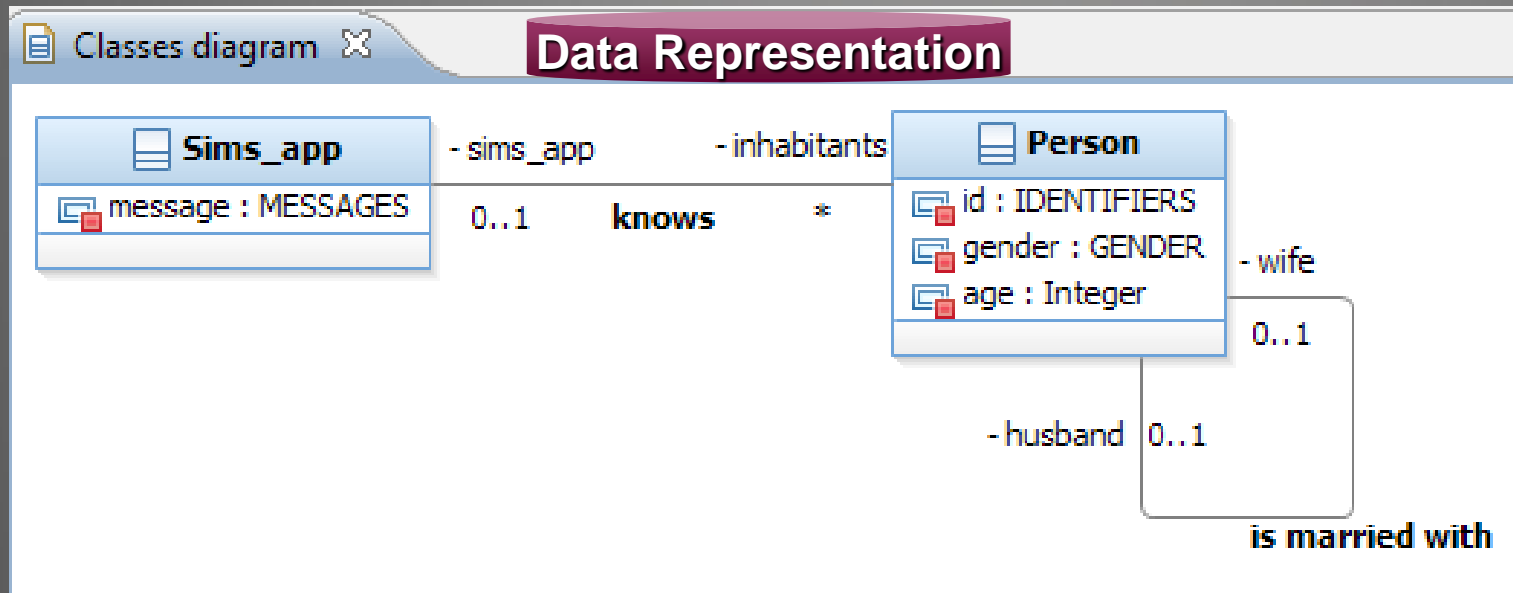 Classes diagram
Data Representation
Sims_app
message : MESSAGES
- sims_app
0..1
knows
- inhabitants
*
Person
id : IDENTIFIERS
gender : GENDER
age : Integer
- wife
0..1
- husband
0..1
is married with